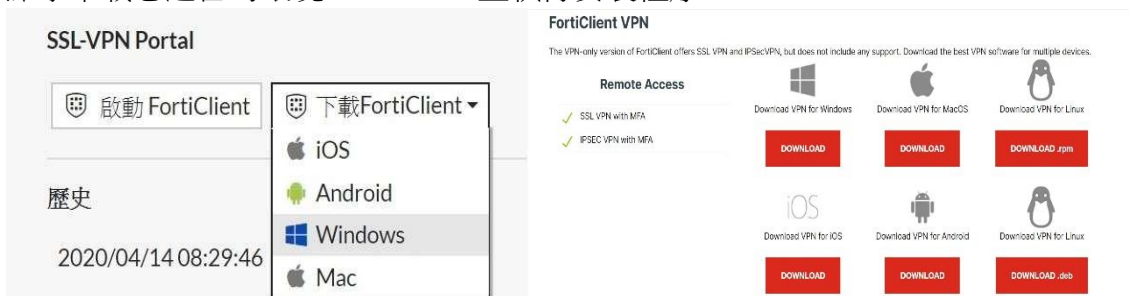 SSL-VPN Portal
啟動 FortiClient
下載FortiClient
iOS
Android
Windows
Mac
歷史
2020/04/14 08:29:46
FortiClient VPN
The VPN-only version of FortiClient offers SSL VPN and IPSecVPN, but does not include any support. Download the best VPN software for multiple devices.
Remote Access
SSL VPN with MFA
IPSEC VPN with MFA
Download VPN for Windows
DOWNLOAD
Download VPN for MacOS
DOWNLOAD
Download VPN for Linux
DOWNLOAD .rpm
iOS
Download VPN for iOS
DOWNLOAD
Download VPN for Android
DOWNLOAD
Download VPN for Linux
DOWNLOAD .deb